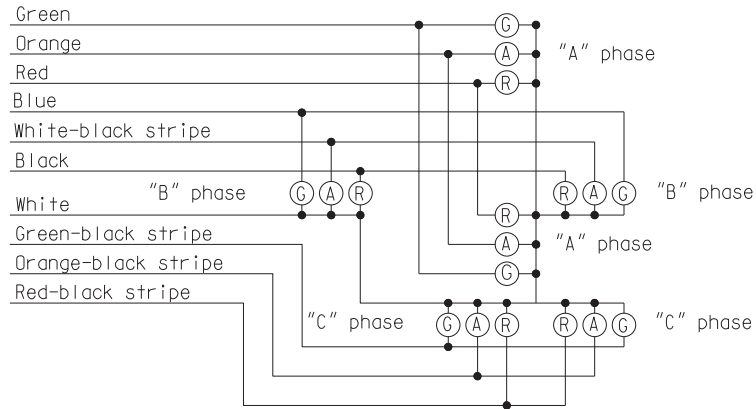 Green
G
Orange
A
"A" phase
Red
R
Blue
White-black stripe
Black
"B" phase
G A R
R A G
"B" phase
White
R
Green-black stripe
A
"A" phase
Orange-black stripe
G
Red-black stripe
"C" phase
G A R
R A G
"C" phase